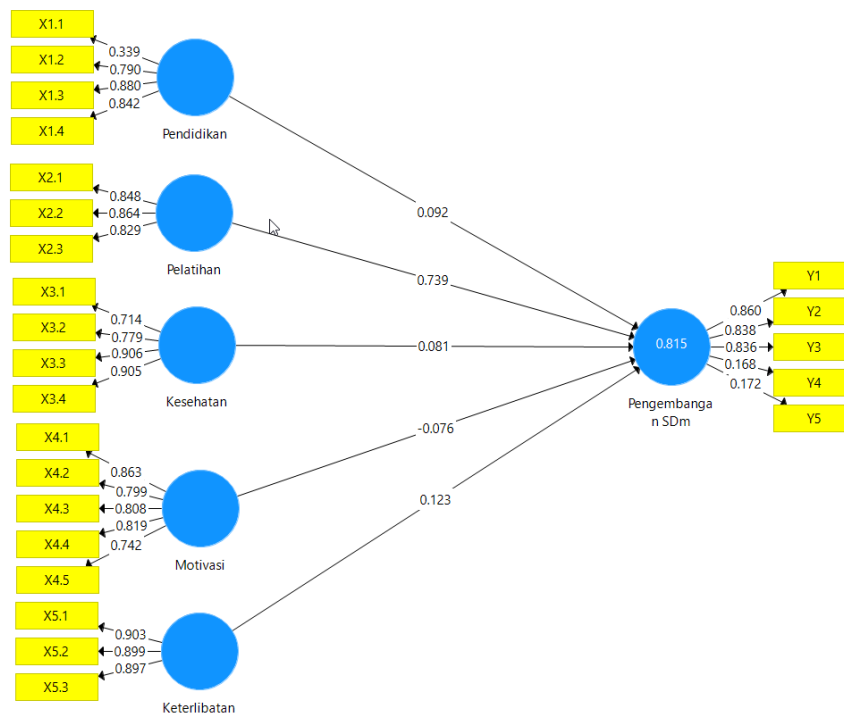 X1.1
X1.2
X1.3
X1.4
0.339
0.790
0.880
0.842
Pendidikan
X2.1
X2.2
X2.3
0.848
0.864
0.829
Pelatihan
X3.1
X3.2
X3.3
X3.4
0.714
0.779
0.906
0.905
Kesehatan
X4.1
X4.2
X4.3
X4.4
X4.5
0.863
0.799
0.808
0.819
0.742
Motivasi
X5.1
X5.2
X5.3
0.903
0.899
0.897
Keterlibatan
0.092
0.739
0.081
-0.076
0.123
0.815
Pengembanga
n SDm
0.860
0.838
0.836
0.168
0.172
Y1
Y2
Y3
Y4
Y5